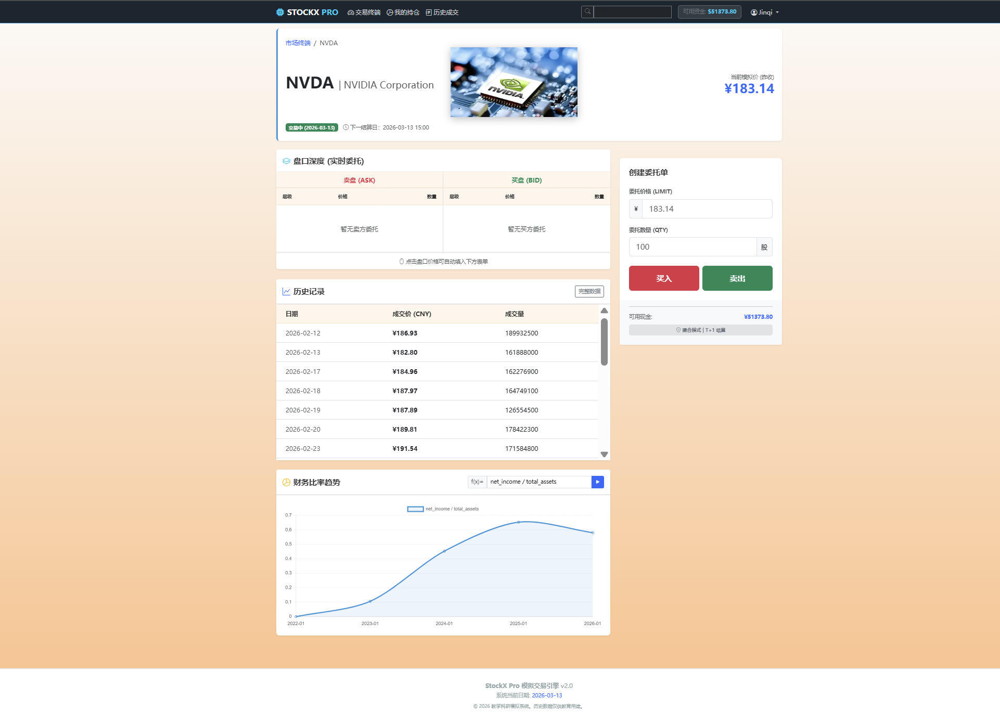 STOCKX PRO 交易终端 我的持仓 历史成交 可用资金: $51373.80 Jinqi
市场终端 / NVDA
NVDA | NVIDIA Corporation
NVIDIA.
当前模拟价 (昨收)
¥183.14
交易中 (2026-03-13) 下一结算日: 2026-03-13 15:00
盘口深度 (实时委托)
卖盘 (ASK) 买盘 (BID)
层级 价格 数量 层级 价格 数量
暂无卖方委托 暂无买方委托
点击盘口价格可自动填入下方表单
创建委托单
委托价格 (LIMIT)
¥ 183.14
委托数量 (QTY)
100 股
买入 卖出
可用现金: ¥51373.80
撮合模式 | T+1 结算
历史记录 完整数据
日期 成交价 (CNY) 成交量
2026-02-12 ¥186.93 189932500
2026-02-13 ¥182.80 161888000
2026-02-17 ¥184.96 162276900
2026-02-18 ¥187.97 164749100
2026-02-19 ¥187.89 126554500
2026-02-20 ¥189.81 178422300
2026-02-23 ¥191.54 171584800
财务比率趋势 f(x)= net_income / total_assets
net_income / total_assets
0.7
0.6
0.5
0.4
0.3
0.2
0.1
0
2022-01 2023-01 2024-01 2025-01 2026-01
StockX Pro 模拟交易引擎 v2.0
系统当前日期: 2026-03-13
© 2026 教学科研模拟系统。历史数据仅供教育用途。